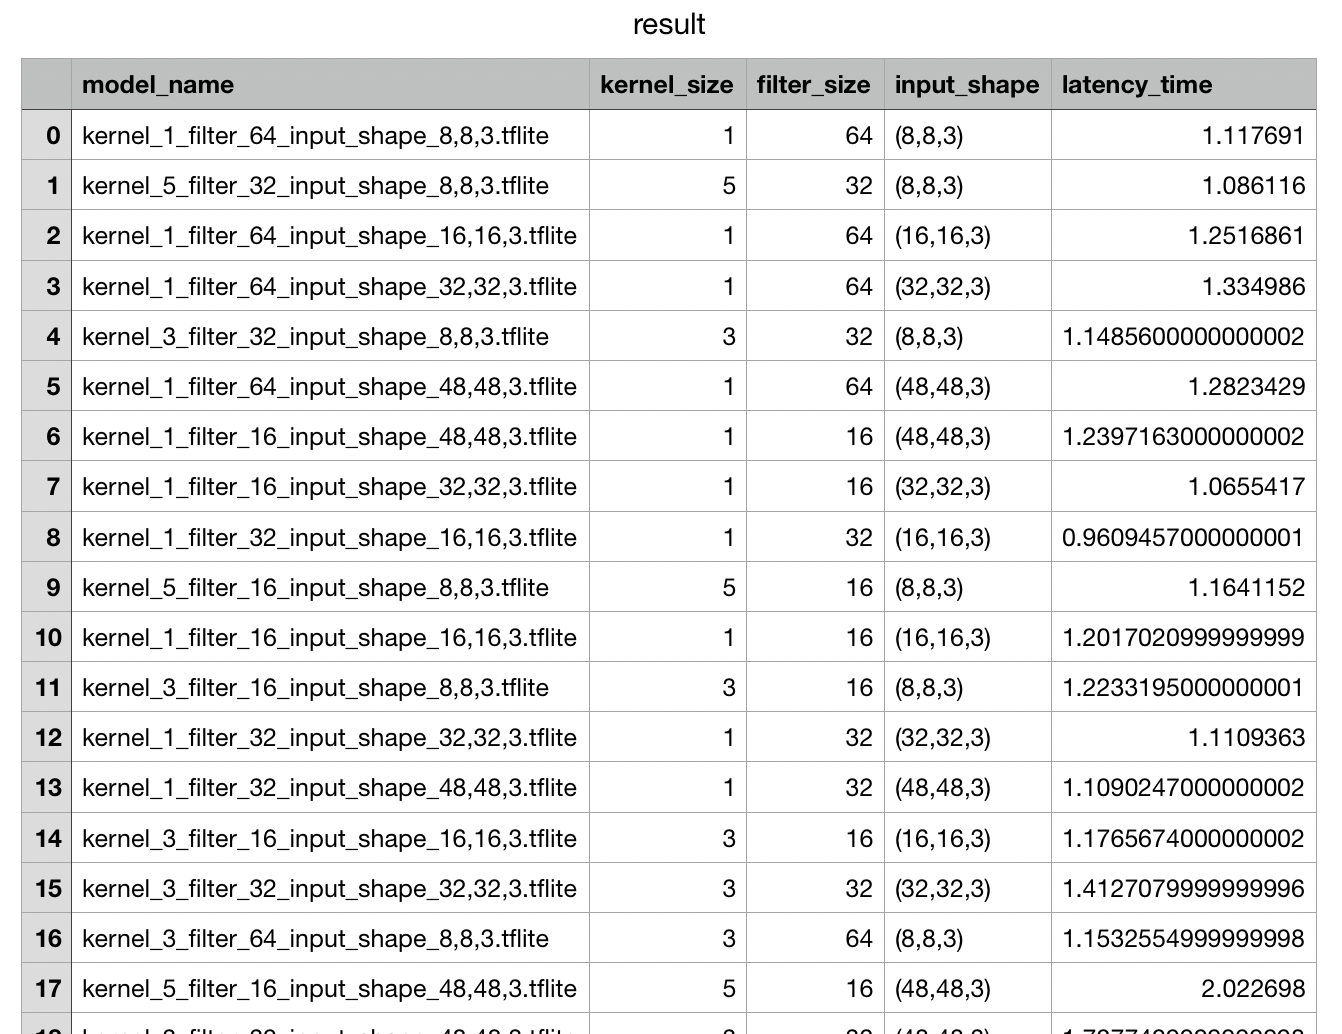 result
model_name kernel_size filter_size input_shape latency_time
0 kernel_1_filter_64_input_shape_8,8,3.tflite 1 64 (8,8,3) 1.117691
1 kernel_5_filter_32_input_shape_8,8,3.tflite 5 32 (8,8,3) 1.086116
2 kernel_1_filter_64_input_shape_16,16,3.tflite 1 64 (16,16,3) 1.2516861
3 kernel_1_filter_64_input_shape_32,32,3.tflite 1 64 (32,32,3) 1.334986
4 kernel_3_filter_32_input_shape_8,8,3.tflite 3 32 (8,8,3) 1.1485600000000002
5 kernel_1_filter_64_input_shape_48,48,3.tflite 1 64 (48,48,3) 1.2823429
6 kernel_1_filter_16_input_shape_48,48,3.tflite 1 16 (48,48,3) 1.23971630000000002
7 kernel_1_filter_16_input_shape_32,32,3.tflite 1 16 (32,32,3) 1.0655417
8 kernel_1_filter_32_input_shape_16,16,3.tflite 1 32 (16,16,3) 0.9609457000000001
9 kernel_5_filter_16_input_shape_8,8,3.tflite 5 16 (8,8,3) 1.1641152
10 kernel_1_filter_16_input_shape_16,16,3.tflite 1 16 (16,16,3) 1.2017020999999999
11 kernel_3_filter_16_input_shape_8,8,3.tflite 3 16 (8,8,3) 1.22331950000000001
12 kernel_1_filter_32_input_shape_32,32,3.tflite 1 32 (32,32,3) 1.1109363
13 kernel_1_filter_32_input_shape_48,48,3.tflite 1 32 (48,48,3) 1.10902470000000002
14 kernel_3_filter_16_input_shape_16,16,3.tflite 3 16 (16,16,3) 1.17656740000000002
15 kernel_3_filter_32_input_shape_32,32,3.tflite 3 32 (32,32,3) 1.4127079999999996
16 kernel_3_filter_64_input_shape_8,8,3.tflite 3 64 (8,8,3) 1.1532554999999998
17 kernel_5_filter_16_input_shape_48,48,3.tflite 5 16 (48,48,3) 2.022698